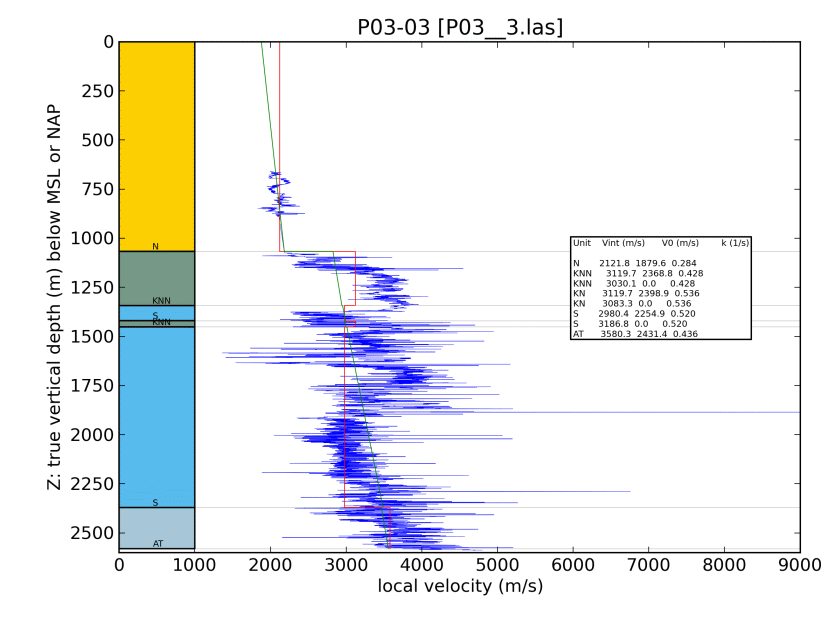 P03-03 [P03__3.las]
Z: true vertical depth (m) below MSL or NAP
0
250
500
750
1000
1250
1500
1750
2000
2250
2500
N
KNN
S
KNN
S
AT
Unit Vint (m/s) V0 (m/s) k (1/s)
N 2121.8 1879.6 0.284
KNN 3119.7 2368.8 0.428
KNN 3030.1 0.0 0.428
KN 3119.7 2398.9 0.536
KN 3083.3 0.0 0.536
S 2980.4 2254.9 0.520
S 3186.8 0.0 0.520
AT 3580.3 2431.4 0.436
0 1000 2000 3000 4000 5000 6000 7000 8000 9000
local velocity (m/s)